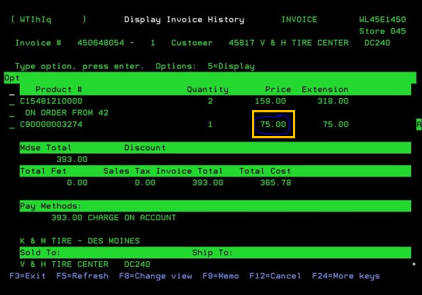 ( WTIhIq ) Display Invoice History INVOICE WL45E1450
Store 045
Invoice # 450648054 - 1 Customer 45817 V & H TIRE CENTER DC240
Type option, press enter. Options: 5=Display
Opt
Product # Quantity Price Extension
_ C15481210000 2 159.00 318.00
_ ON ORDER FROM 42
_ C90000003274 1 75.00 75.00
Mdse Total Discount
393.00
Total Fet Sales Tax Invoice Total Total Cost
0.00 0.00 393.00 365.78
Pay Methods:
393.00 CHARGE ON ACCOUNT
K & M TIRE - DES MOINES
Sold To: Ship To:
V & H TIRE CENTER DC240 +
F3=Exit F5=Refresh F8=Change view F9=Memo F12=Cancel F24=More keys